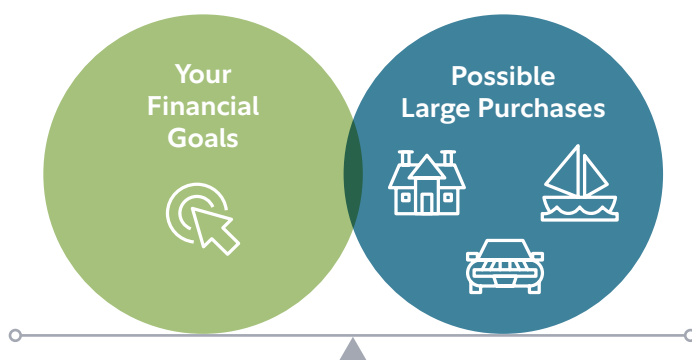 Your
Financial
Goals
Possible
Large Purchases